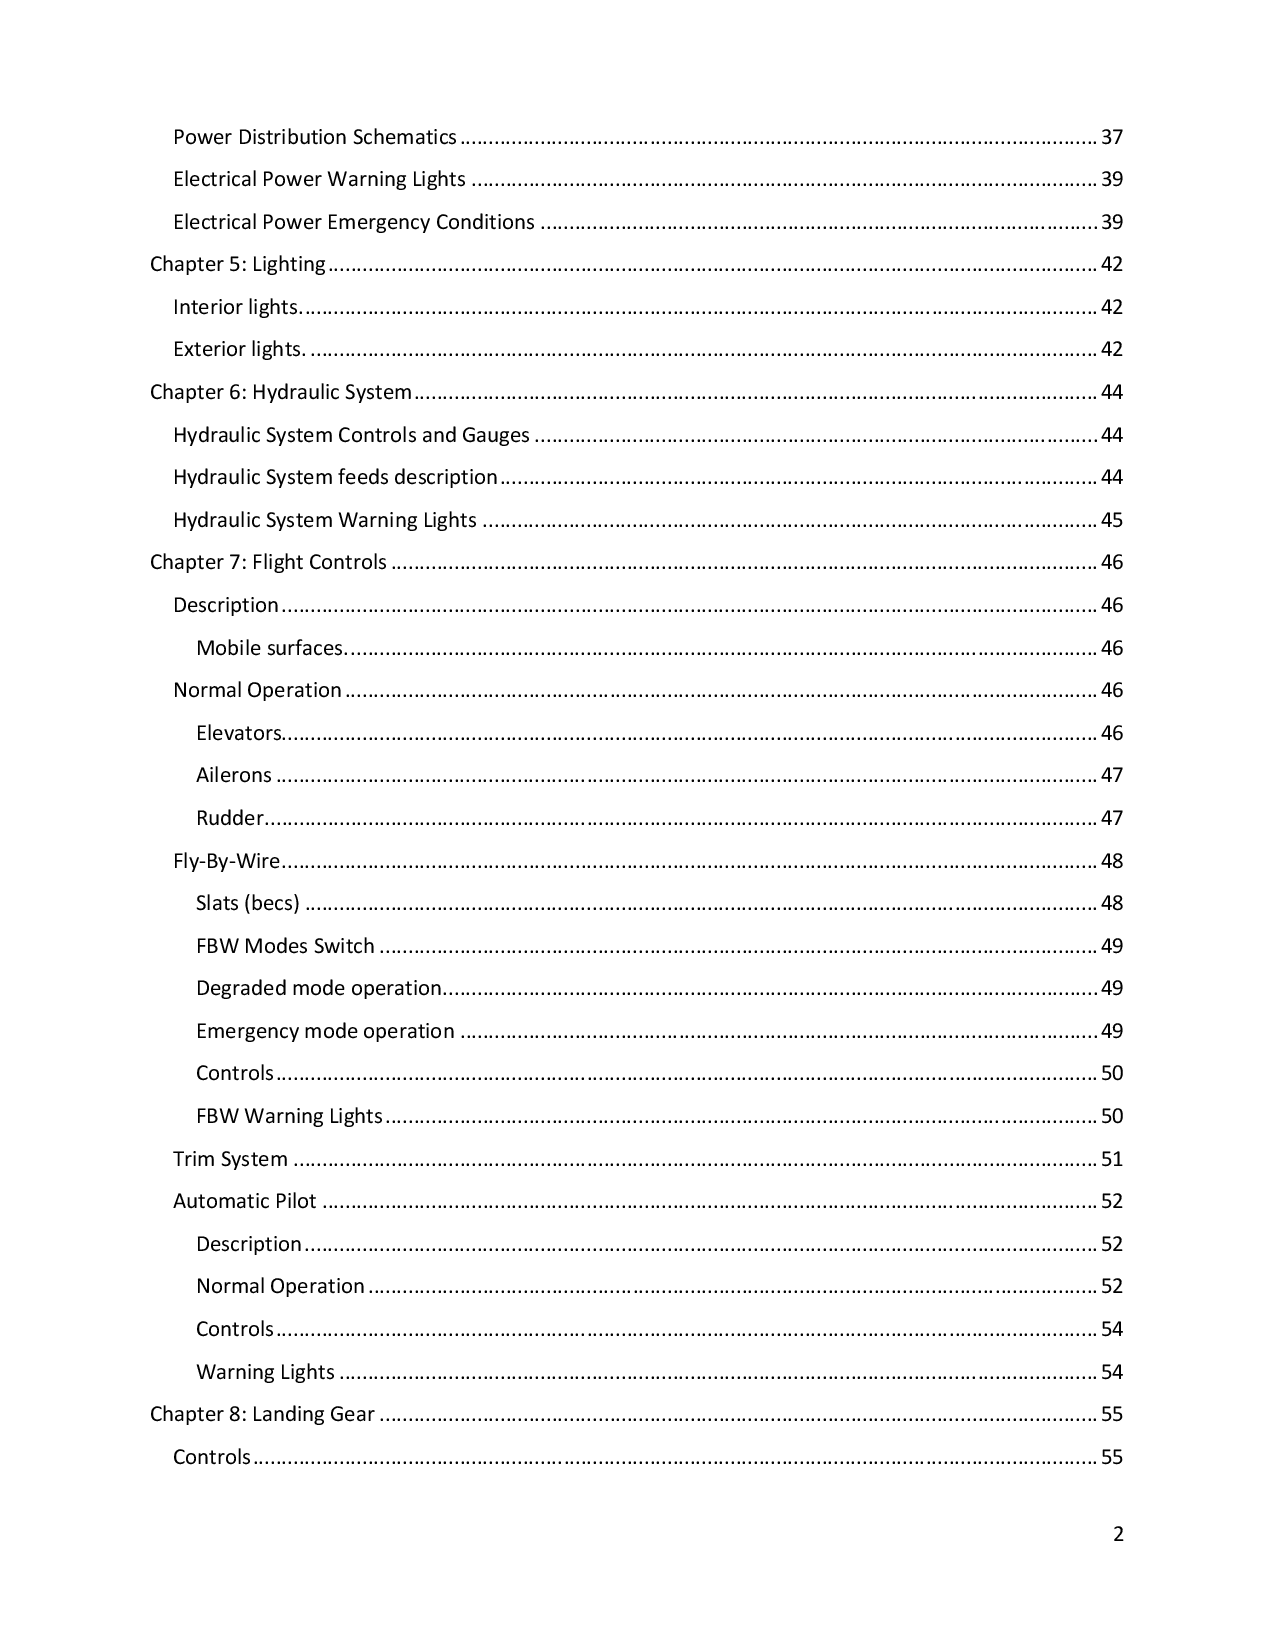 Power Distribution Schematics ........ 37
Electrical Power Warning Lights ........ 39
Electrical Power Emergency Conditions ........ 39
Chapter 5: Lighting ........ 42
Interior lights. ........ 42
Exterior lights. ........ 42
Chapter 6: Hydraulic System ........ 44
Hydraulic System Controls and Gauges ........ 44
Hydraulic System feeds description ........ 44
Hydraulic System Warning Lights ........ 45
Chapter 7: Flight Controls ........ 46
Description ........ 46
Mobile surfaces. ........ 46
Normal Operation ........ 46
Elevators ........ 46
Ailerons ........ 47
Rudder ........ 47
Fly-By-Wire ........ 48
Slats (becs) ........ 48
FBW Modes Switch ........ 49
Degraded mode operation ........ 49
Emergency mode operation ........ 49
Controls ........ 50
FBW Warning Lights ........ 50
Trim System ........ 51
Automatic Pilot ........ 52
Description ........ 52
Normal Operation ........ 52
Controls ........ 54
Warning Lights ........ 54
Chapter 8: Landing Gear ........ 55
Controls ........ 55
2